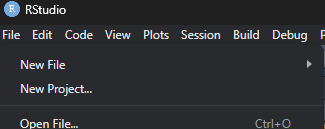 RStudio
File Edit Code View Plots Session Build Debug
New File
New Project...
Open File... Ctrl+O